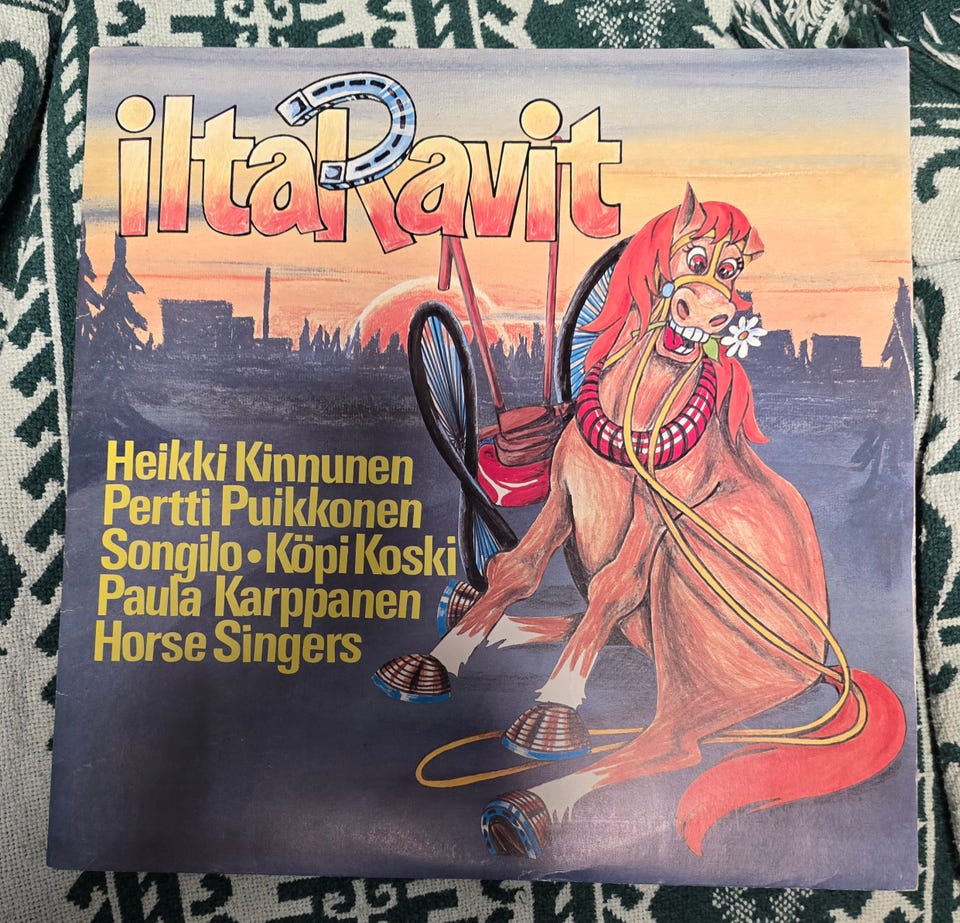 iltaRavit
Heikki Kinnunen
Pertti Puikkonen
Songilo • Köpi Koski
Paula Karppanen
Horse Singers